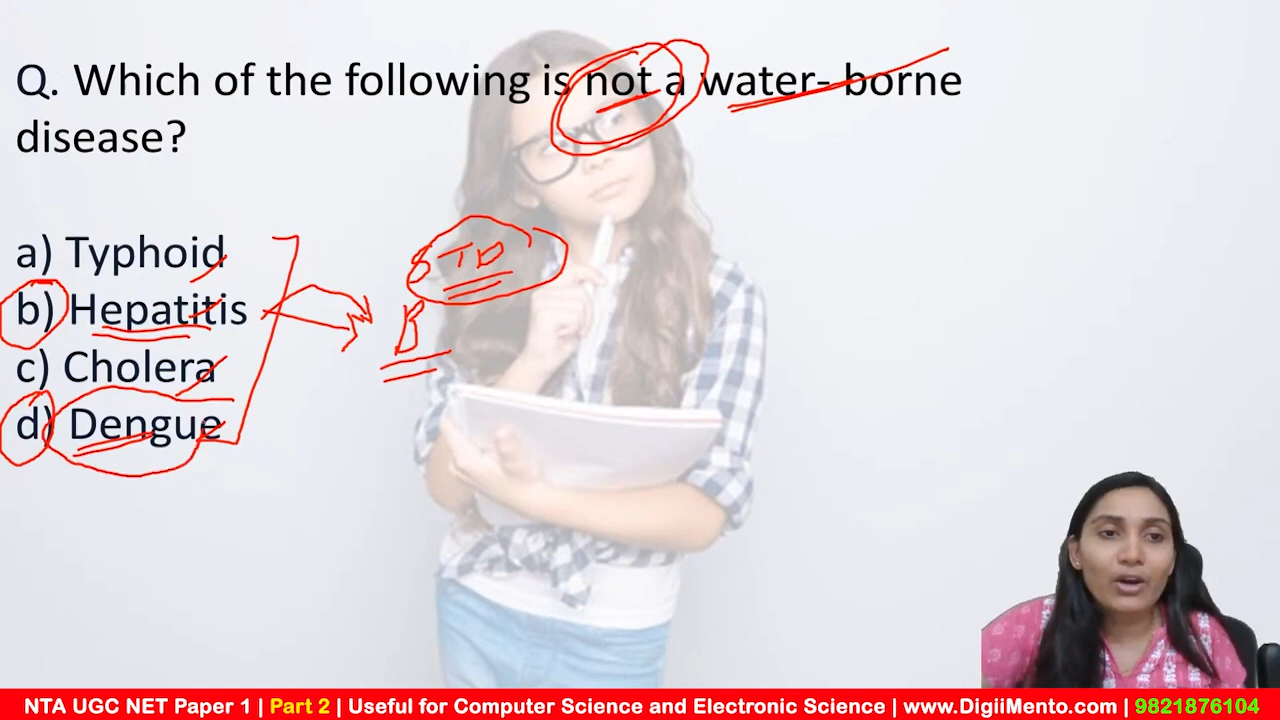 Q. Which of the following is not a water- borne
disease?
a) Typhoid
STD
b) Hepatitis
B
c) Cholera
d) Dengue
NTA UGC NET Paper 1 | Part 2 | Useful for Computer Science and Electronic Science | www.DigiiMento.com | 9821876104